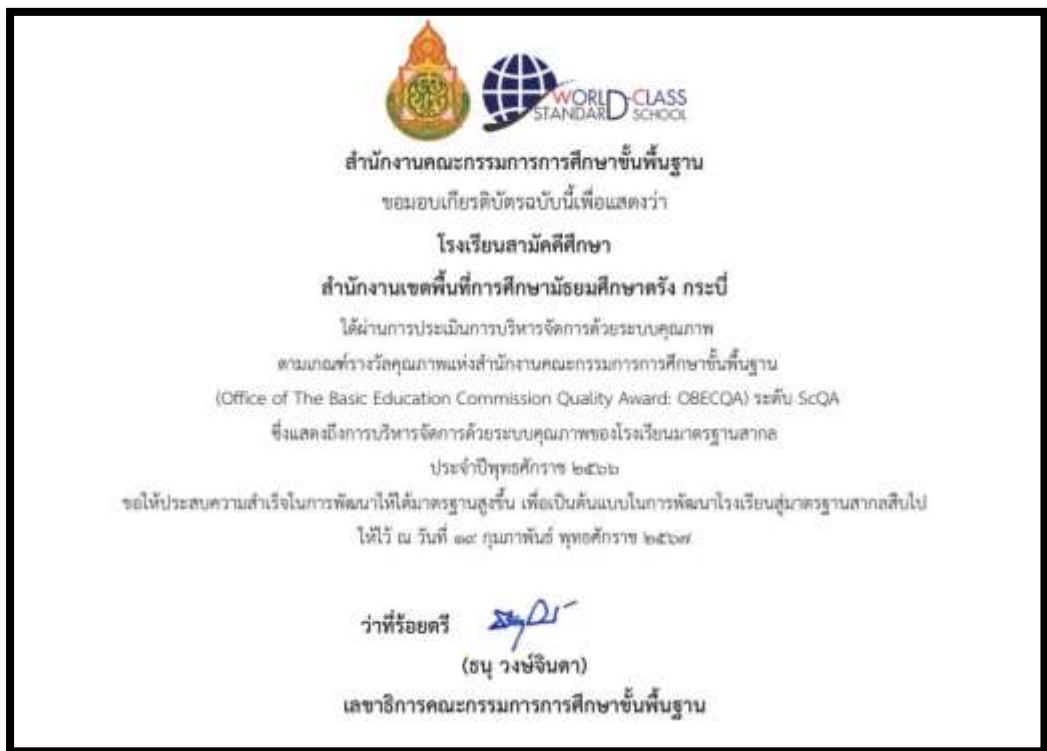 WORLD-CLASS
STANDARD SCHOOL
สำนักงานคณะกรรมการการศึกษาขั้นพื้นฐาน
ขอมอบเกียรติบัตรฉบับนี้เพื่อแสดงว่า
โรงเรียนสามัคคีศึกษา
สำนักงานเขตพื้นที่การศึกษามัธยมศึกษาตรัง กระบี่
ได้ผ่านการประเมินการบริหารจัดการด้วยระบบคุณภาพ
ตามเกณฑ์รางวัลคุณภาพแห่งสำนักงานคณะกรรมการการศึกษาขั้นพื้นฐาน
(Office of The Basic Education Commission Quality Award: OBECQA) ระดับ ScQA
ซึ่งแสดงถึงการบริหารจัดการด้วยระบบคุณภาพของโรงเรียนมาตรฐานสากล
ประจำปีพุทธศักราช ๒๕๖๖
ขอให้ประสบความสำเร็จในการพัฒนาให้ได้มาตรฐานสูงขึ้น เพื่อเป็นต้นแบบในการพัฒนาโรงเรียนสู่มาตรฐานสากลสืบไป
ให้ไว้ ณ วันที่ ๑๙ กุมภาพันธ์ พุทธศักราช ๒๕๖๗
ว่าที่ร้อยตรี
(ธนุ วงษ์จินดา)
เลขาธิการคณะกรรมการการศึกษาขั้นพื้นฐาน